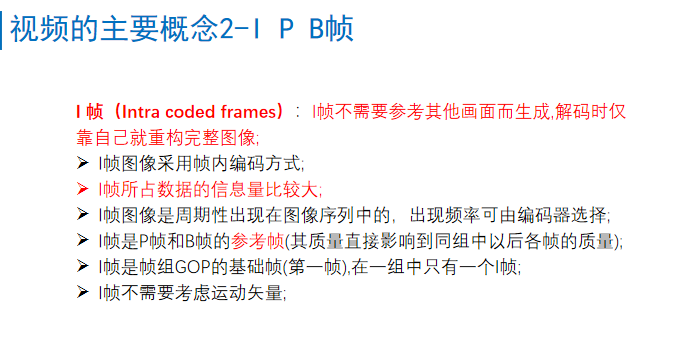 视频的主要概念2-I P B帧
I 帧（Intra coded frames）：I帧不需要参考其他画面而生成,解码时仅
靠自己就重构完整图像;
➢ I帧图像采用帧内编码方式;
➢ I帧所占数据的信息量比较大;
➢ I帧图像是周期性出现在图像序列中的，出现频率可由编码器选择;
➢ I帧是P帧和B帧的参考帧(其质量直接影响到同组中以后各帧的质量);
➢ I帧是帧组GOP的基础帧(第一帧),在一组中只有一个I帧;
➢ I帧不需要考虑运动矢量;